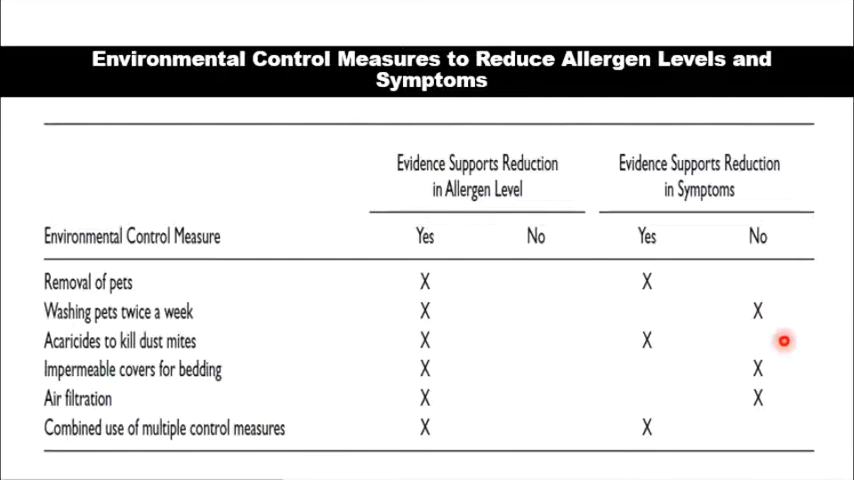 Environmental Control Measures to Reduce Allergen Levels and
Symptoms
Evidence Supports Reduction
in Allergen Level
Evidence Supports Reduction
in Symptoms
Environmental Control Measure Yes No Yes No
Removal of pets X X
Washing pets twice a week X X
Acaricides to kill dust mites X X
Impermeable covers for bedding X X
Air filtration X X
Combined use of multiple control measures X X